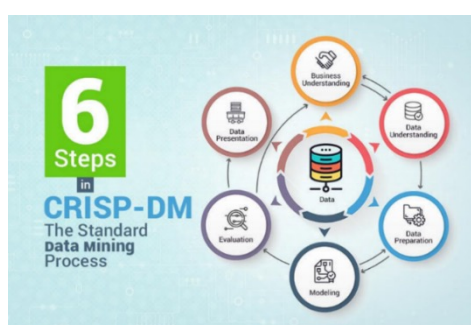 6
Steps
in
CRISP-DM
The Standard
Data Mining
Process
Business
Understanding
Data
Understanding
Data
Preparation
Modeling
Evaluation
Data
Presentation
Data